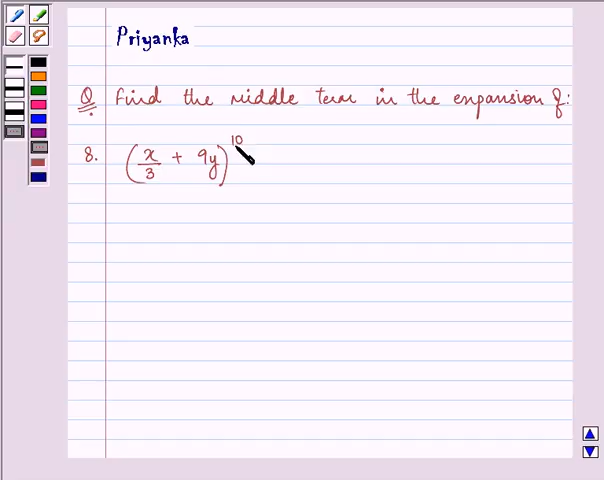 Priyanka
Q. Find the middle term in the expansion of:
8. (x/3 + 9y)^10